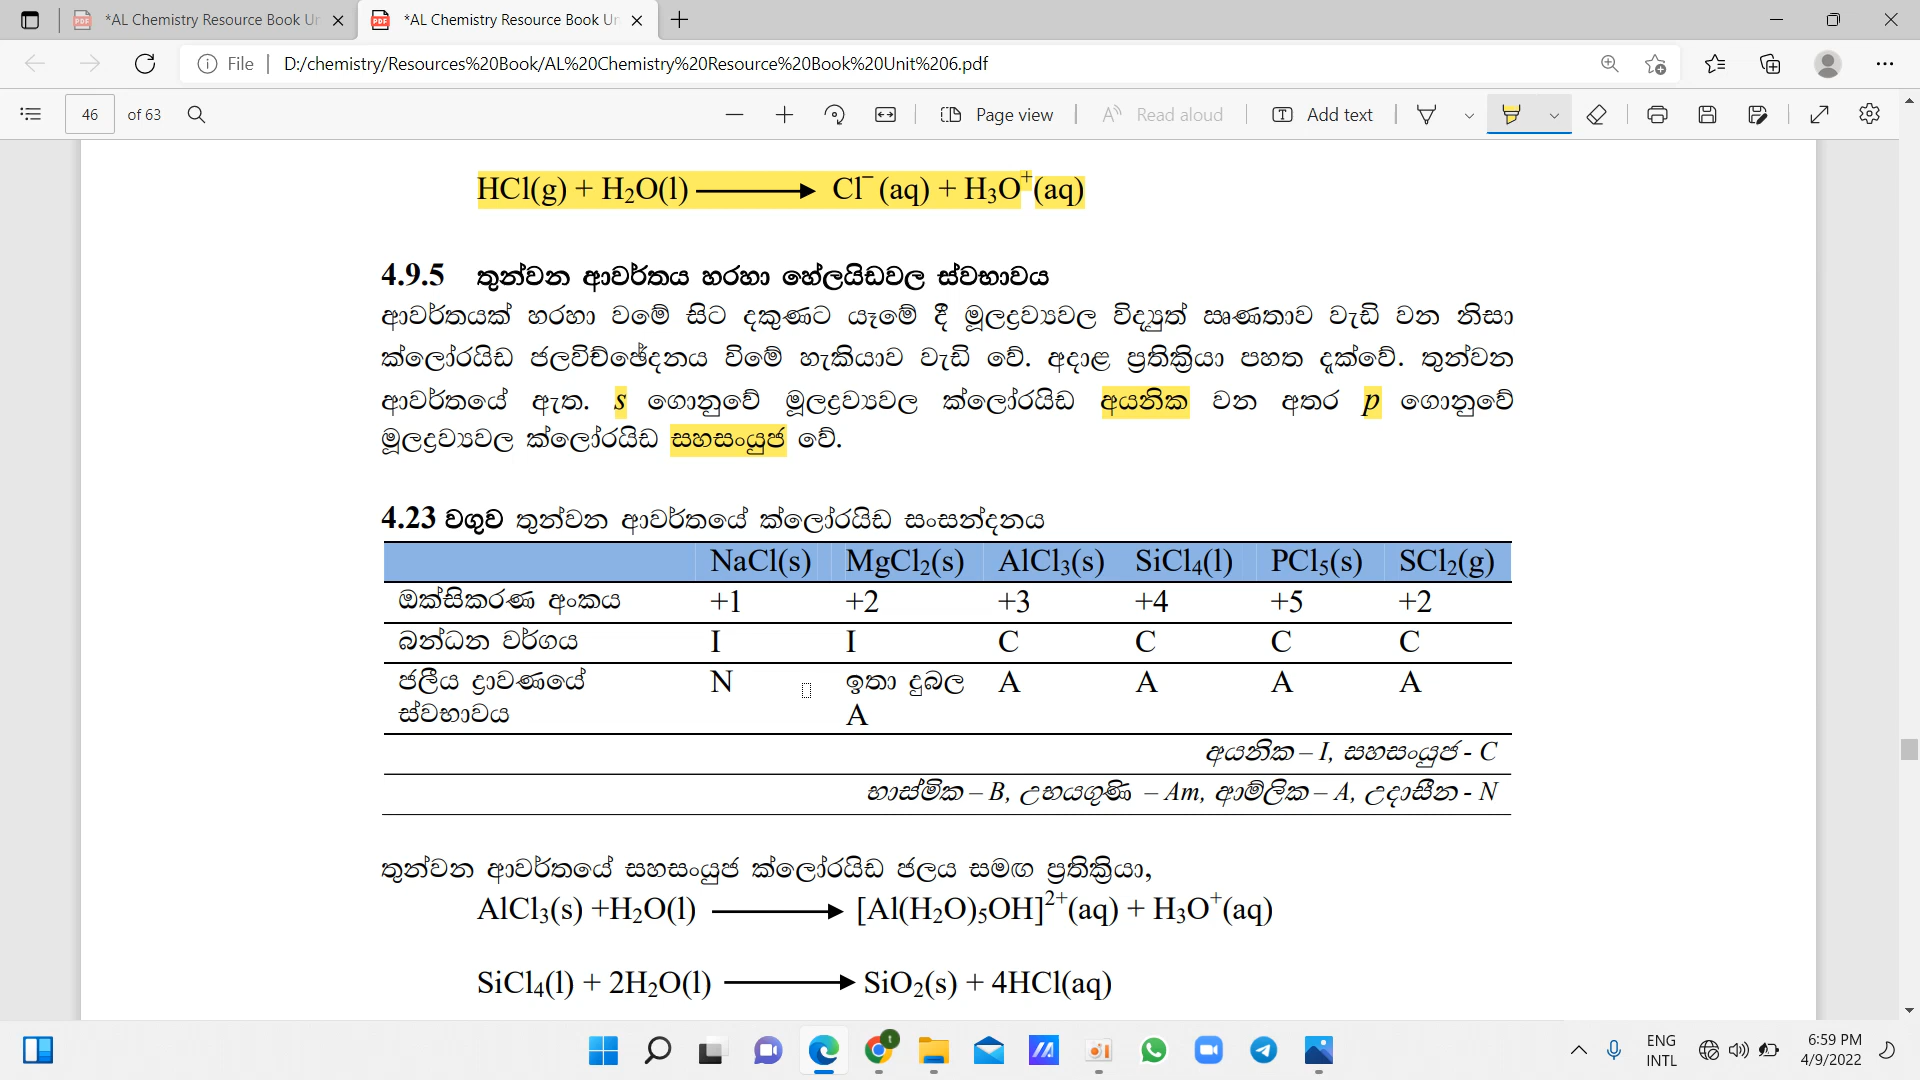 *AL Chemistry Resource Book Un
*AL Chemistry Resource Book Un
File
D:/chemistry/Resources%20Book/AL%20Chemistry%20Resource%20Book%20Unit%206.pdf
46 of 63
Page view
Read aloud
Add text
HCl(g) + H₂O(l) ⟶ Cl⁻ (aq) + H₃O⁺(aq)
4.9.5 තුන්වන ආවර්තය හරහා හේලයිඩවල ස්වභාවය
ආවර්තයක් හරහා වමේ සිට දකුණට යෑමේ දී මූලද්‍රව්‍යවල විද්‍යුත් සෘණතාව වැඩි වන නිසා
ක්ලෝරයිඩ ජලවිච්ඡේදනය වීමේ හැකියාව වැඩි වේ. අදාළ ප්‍රතික්‍රියා පහත දැක්වේ. තුන්වන
ආවර්තයේ ඇත. s ගොනුවේ මූලද්‍රව්‍යවල ක්ලෝරයිඩ අයනික වන අතර p ගොනුවේ
මූලද්‍රව්‍යවල ක්ලෝරයිඩ සහසංයුජ වේ.
4.23 වගුව තුන්වන ආවර්තයේ ක්ලෝරයිඩ සංසන්දනය
NaCl(s) MgCl₂(s) AlCl₃(s) SiCl₄(l) PCl₅(s) SCl₂(g)
ඔක්සිකරණ අංකය +1 +2 +3 +4 +5 +2
බන්ධන වර්ගය I I C C C C
ජලීය ද්‍රාවණයේ N ඉතා දුබල A A A A
ස්වභාවය A
අයනික – I, සහසංයුජ - C
භාස්මික – B, උභයගුණි – Am, ආම්ලික – A, උදාසීන - N
තුන්වන ආවර්තයේ සහසංයුජ ක්ලෝරයිඩ ජලය සමඟ ප්‍රතික්‍රියා,
AlCl₃(s) +H₂O(l) ⟶ [Al(H₂O)₅OH]²⁺(aq) + H₃O⁺(aq)
SiCl₄(l) + 2H₂O(l) ⟶ SiO₂(s) + 4HCl(aq)
ENG
INTL
6:59 PM
4/9/2022